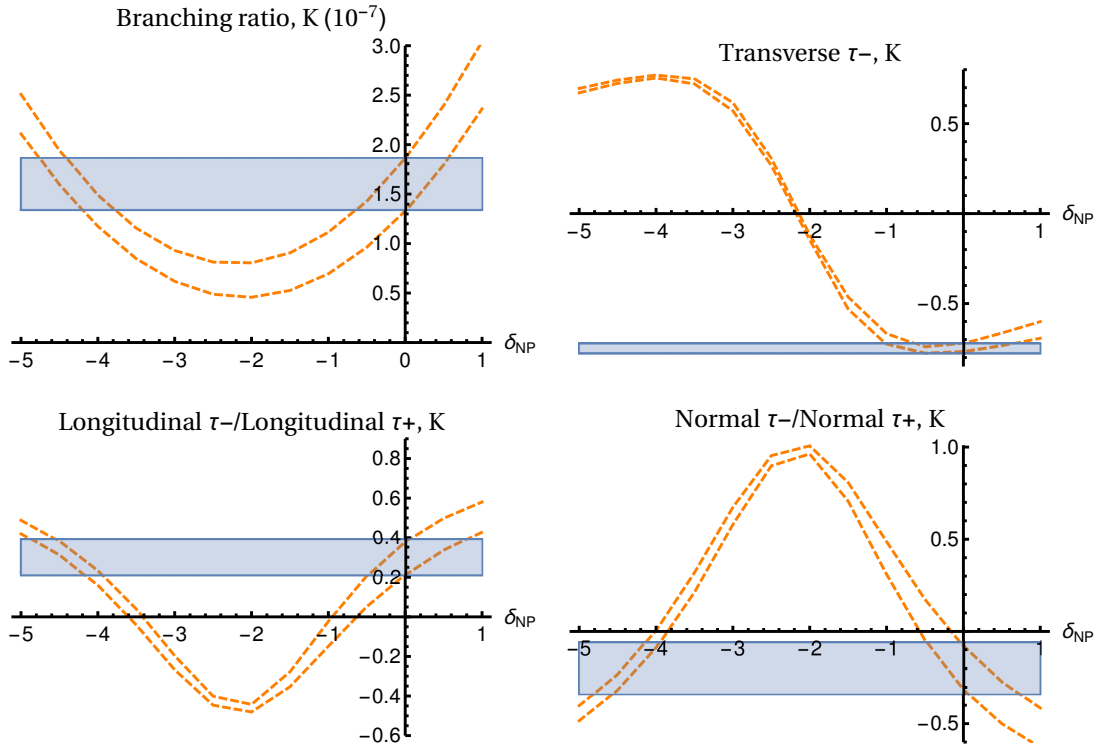 Branching ratio, K (10⁻⁷)
3.0
2.5
2.0
1.5
1.0
0.5
−5 −4 −3 −2 −1 0 1
δNP
Transverse τ−, K
0.5
−5 −4 −3 −2 −1 1
δNP
−0.5
Longitudinal τ−/Longitudinal τ+, K
0.8
0.6
0.4
0.2
−5 −4 −3 −2 −1 1
δNP
−0.2
−0.4
−0.6
Normal τ−/Normal τ+, K
1.0
0.5
−5 −4 −3 −2 −1 1
δNP
−0.5